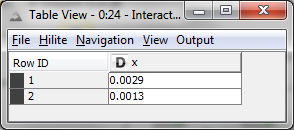 Table View - 0:24 - Interact...
File Hilite Navigation View Output
Row ID D x
1 0.0029
2 0.0013